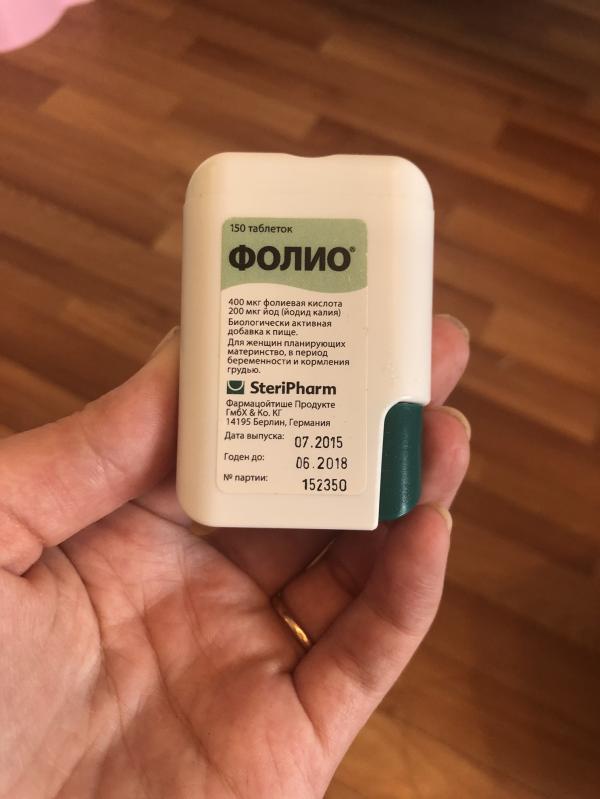 150 таблеток
ФОЛИО®
400 мкг фолиевая кислота
200 мкг йод (йодид калия)
Биологически активная
добавка к пище.
Для женщин планирующих
материнство, в период
беременности и кормления
грудью.
SteriPharm
Фармацойтише Продукте
ГмбХ & Ко. КГ
14195 Берлин, Германия
Дата выпуска: 07.2015
Годен до: 06.2018
№ партии: 152350